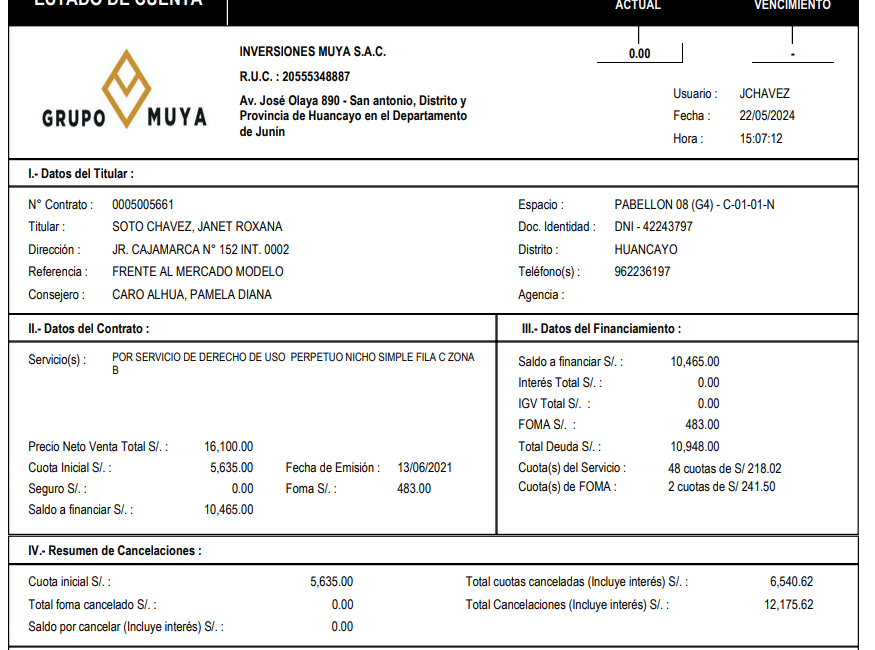 ESTADO DE CUENTA
ACTUAL VENCIMIENTO
INVERSIONES MUYA S.A.C.
0.00 -
R.U.C. : 20555348887
GRUPO MUYA
Av. José Olaya 890 - San antonio, Distrito y
Provincia de Huancayo en el Departamento
de Junín
Usuario : JCHAVEZ
Fecha : 22/05/2024
Hora : 15:07:12
I.- Datos del Titular :
N° Contrato : 0005005661 Espacio : PABELLON 08 (G4) - C-01-01-N
Titular : SOTO CHAVEZ, JANET ROXANA Doc. Identidad : DNI - 42243797
Dirección : JR. CAJAMARCA N° 152 INT. 0002 Distrito : HUANCAYO
Referencia : FRENTE AL MERCADO MODELO Teléfono(s) : 962236197
Consejero : CARO ALHUA, PAMELA DIANA Agencia :
II.- Datos del Contrato :
Servicio(s) : POR SERVICIO DE DERECHO DE USO PERPETUO NICHO SIMPLE FILA C ZONA
B
Precio Neto Venta Total S/. : 16,100.00
Cuota Inicial S/. : 5,635.00 Fecha de Emisión : 13/06/2021
Seguro S/. : 0.00 Foma S/. : 483.00
Saldo a financiar S/. : 10,465.00
III.- Datos del Financiamiento :
Saldo a financiar S/. : 10,465.00
Interés Total S/. : 0.00
IGV Total S/. : 0.00
FOMA S/. : 483.00
Total Deuda S/. : 10,948.00
Cuota(s) del Servicio : 48 cuotas de S/ 218.02
Cuota(s) de FOMA : 2 cuotas de S/ 241.50
IV.- Resumen de Cancelaciones :
Cuota inicial S/. : 5,635.00 Total cuotas canceladas (Incluye interés) S/. : 6,540.62
Total foma cancelado S/. : 0.00 Total Cancelaciones (Incluye interés) S/. : 12,175.62
Saldo por cancelar (Incluye interés) S/. : 0.00